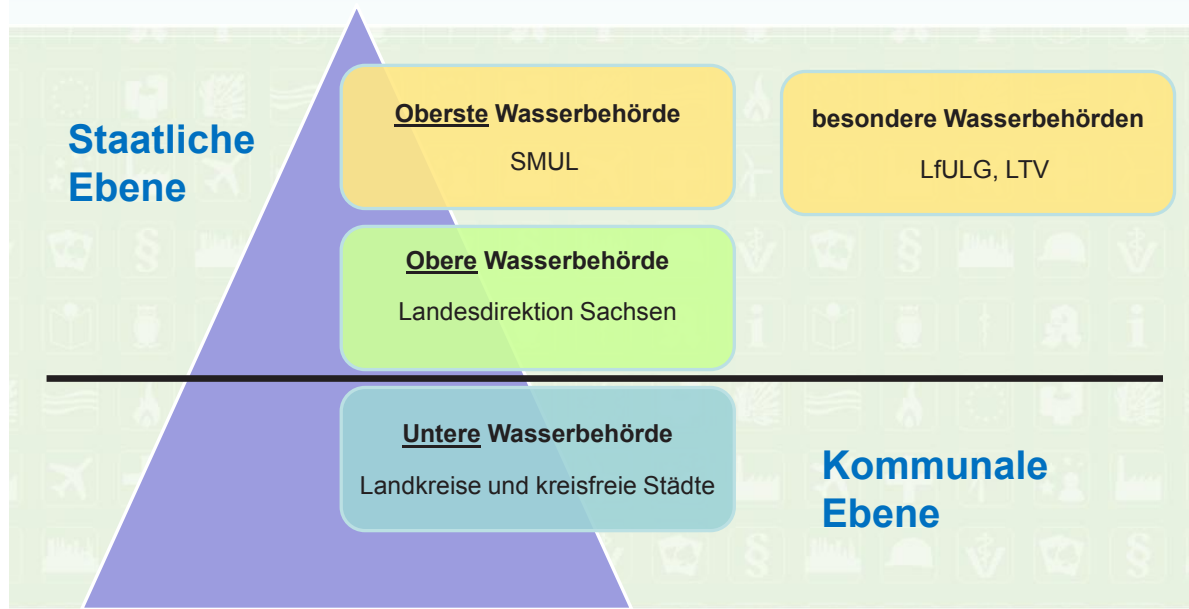 Staatliche
Ebene
Oberste Wasserbehörde
SMUL
besondere Wasserbehörden
LfULG, LTV
Obere Wasserbehörde
Landesdirektion Sachsen
Untere Wasserbehörde
Landkreise und kreisfreie Städte
Kommunale
Ebene